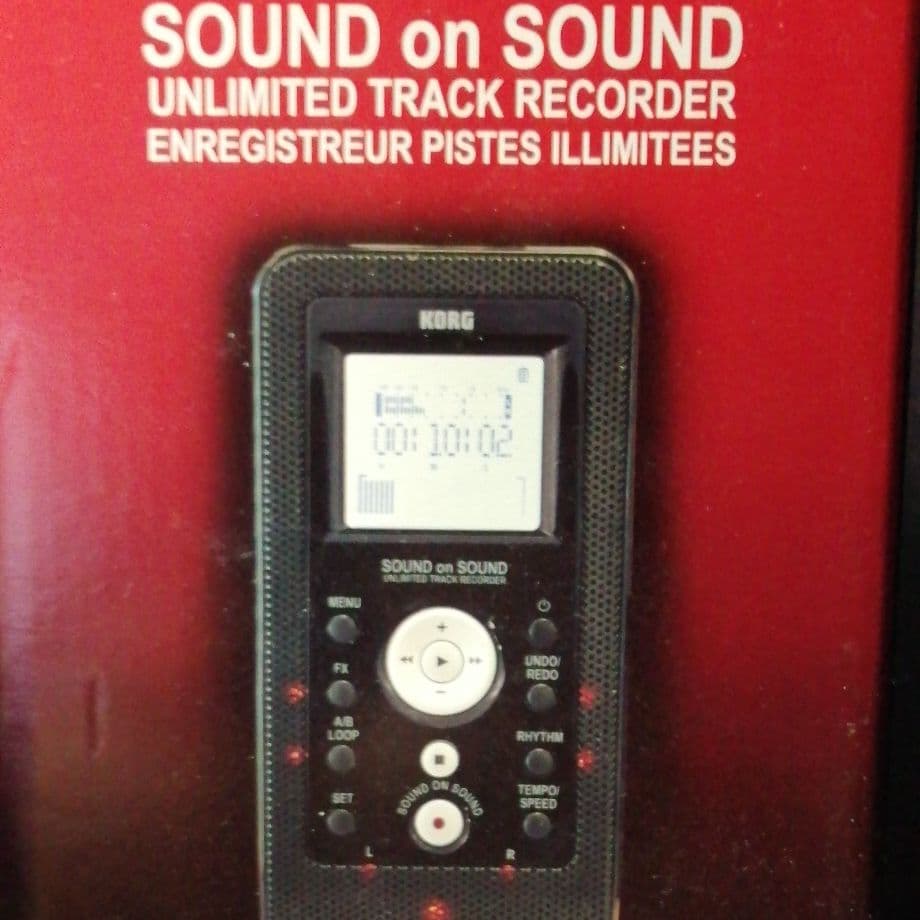 SOUND on SOUND
UNLIMITED TRACK RECORDER
ENREGISTREUR PISTES ILLIMITEES
KORG
00: 10: 02
SOUND on SOUND
UNLIMITED TRACK RECORDER
MENU
FX
UNDO/
REDO
A/B
LOOP
RHYTHM
SET
TEMPO/
SPEED
SOUND ON SOUND
L
R